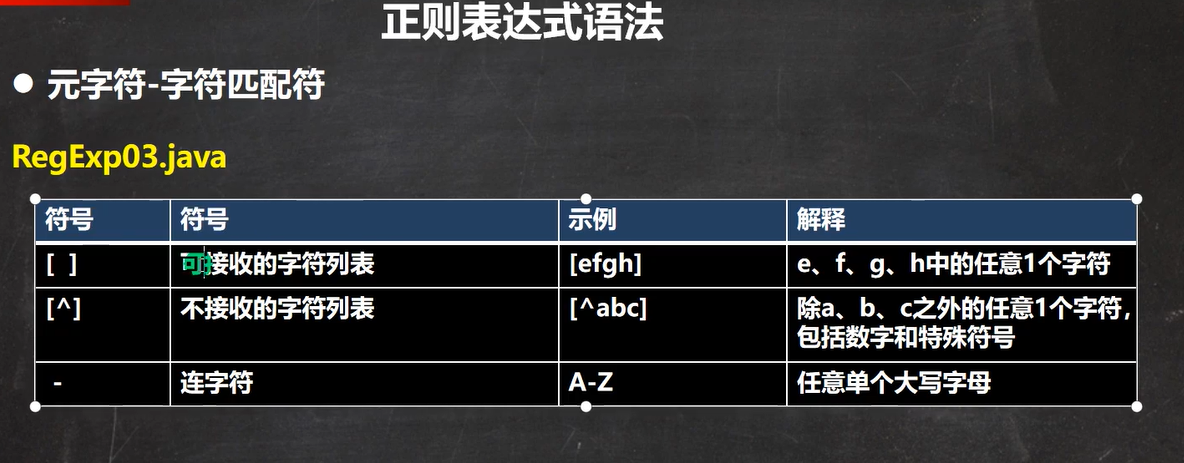 正则表达式语法
● 元字符-字符匹配符
RegExp03.java
符号 符号 示例 解释
[ ] 可接收的字符列表 [efgh] e、f、g、h中的任意1个字符
[^] 不接收的字符列表 [^abc] 除a、b、c之外的任意1个字符，
包括数字和特殊符号
- 连字符 A-Z 任意单个大写字母